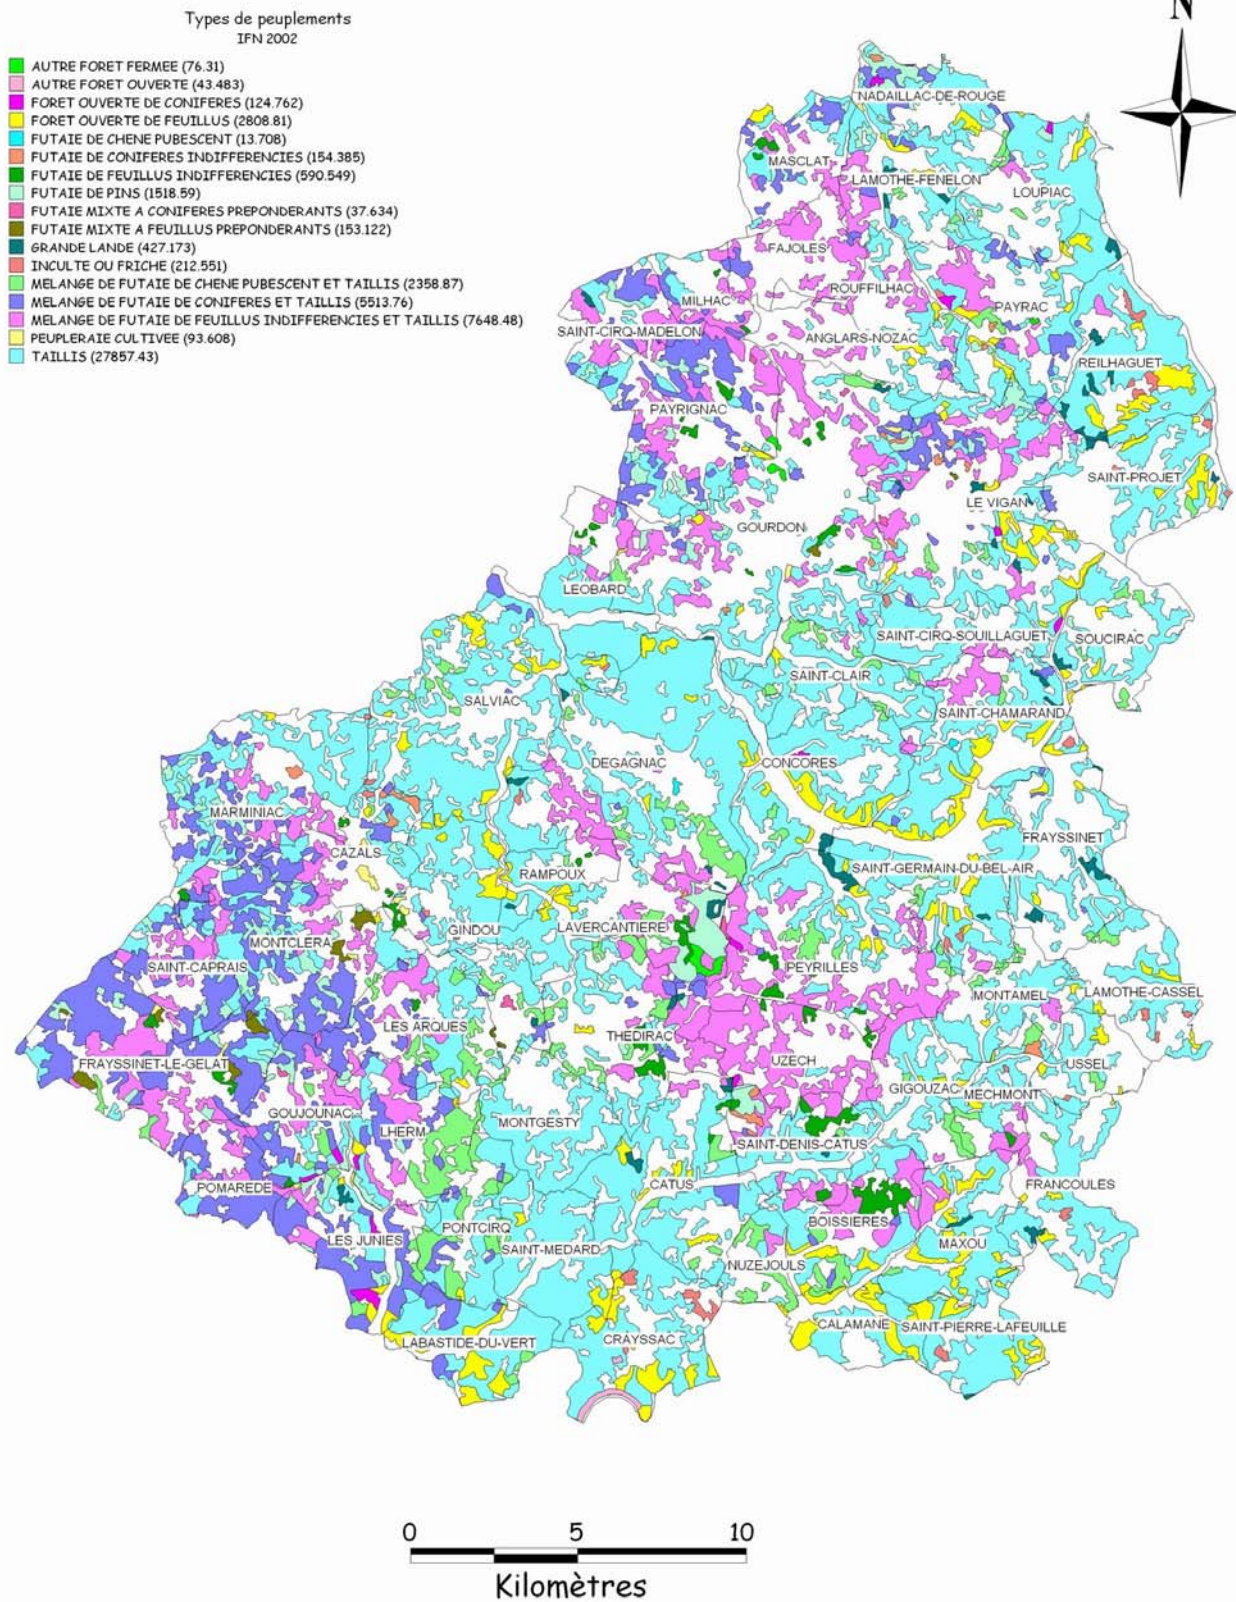 N
Types de peuplements
IFN 2002
AUTRE FORET FERMEE (76.31)
AUTRE FORET OUVERTE (43.483)
FORET OUVERTE DE CONIFERES (124.762)
FORET OUVERTE DE FEUILLUS (2808.81)
FUTAIE DE CHENE PUBESCENT (13.708)
FUTAIE DE CONIFERES INDIFFERENCIES (154.385)
FUTAIE DE FEUILLUS INDIFFERENCIES (590.549)
FUTAIE DE PINS (1518.59)
FUTAIE MIXTE A CONIFERES PREPONDERANTS (37.634)
FUTAIE MIXTE A FEUILLUS PREPONDERANTS (153.122)
GRANDE LANDE (427.173)
INCULTE OU FRICHE (212.551)
MELANGE DE FUTAIE DE CHENE PUBESCENT ET TAILLIS (2358.87)
MELANGE DE FUTAIE DE CONIFERES ET TAILLIS (5513.76)
MELANGE DE FUTAIE DE FEUILLUS INDIFFERENCIES ET TAILLIS (7648.48)
PEUPLERAIE CULTIVEE (93.608)
TAILLIS (27857.43)
NADAILLAC-DE-ROUGE
MASCLAT
LAMOTHE-FENELON
LOUPIAC
FAJOLES
ROUFFILHAC
MILHAC
PAYRAC
SAINT-CIRQ-MADELON
ANGLARS-NOZAC
REILHAGUET
PAYRIGNAC
SAINT-PROJET
LE VIGAN
GOURDON
LEOBARD
SAINT-CIRQ-SOUILLAGUET
SOUCIRAC
SAINT-CLAIR
SALVIAC
SAINT-CHAMARAND
DEGAGNAC
CONCORES
MARMINIAC
FRAYSSINET
CAZALS
SAINT-GERMAIN-DU-BEL-AIR
RAMPOUX
LAVERCANTIERE
GINDOU
MONTCLERA
SAINT-CAPRAIS
PEYRILLES
MONTAMEL
LAMOTHE-CASSEL
LES ARQUES
THEDIRAC
UZECH
USSEL
FRAYSSINET-LE-GELAT
GIGOUZAC
MECHMONT
GOUJOUNAC
MONTGESTY
LHERM
SAINT-DENIS-CATUS
POMAREDE
CATUS
FRANCOULES
BOISSIERES
PONTCIRQ
LES JUNIES
SAINT-MEDARD
MAXOU
NUZEJOULS
CALAMANE
SAINT-PIERRE-LAFEUILLE
LABASTIDE-DU-VERT
CRAYSSAC
0 5 10
Kilomètres